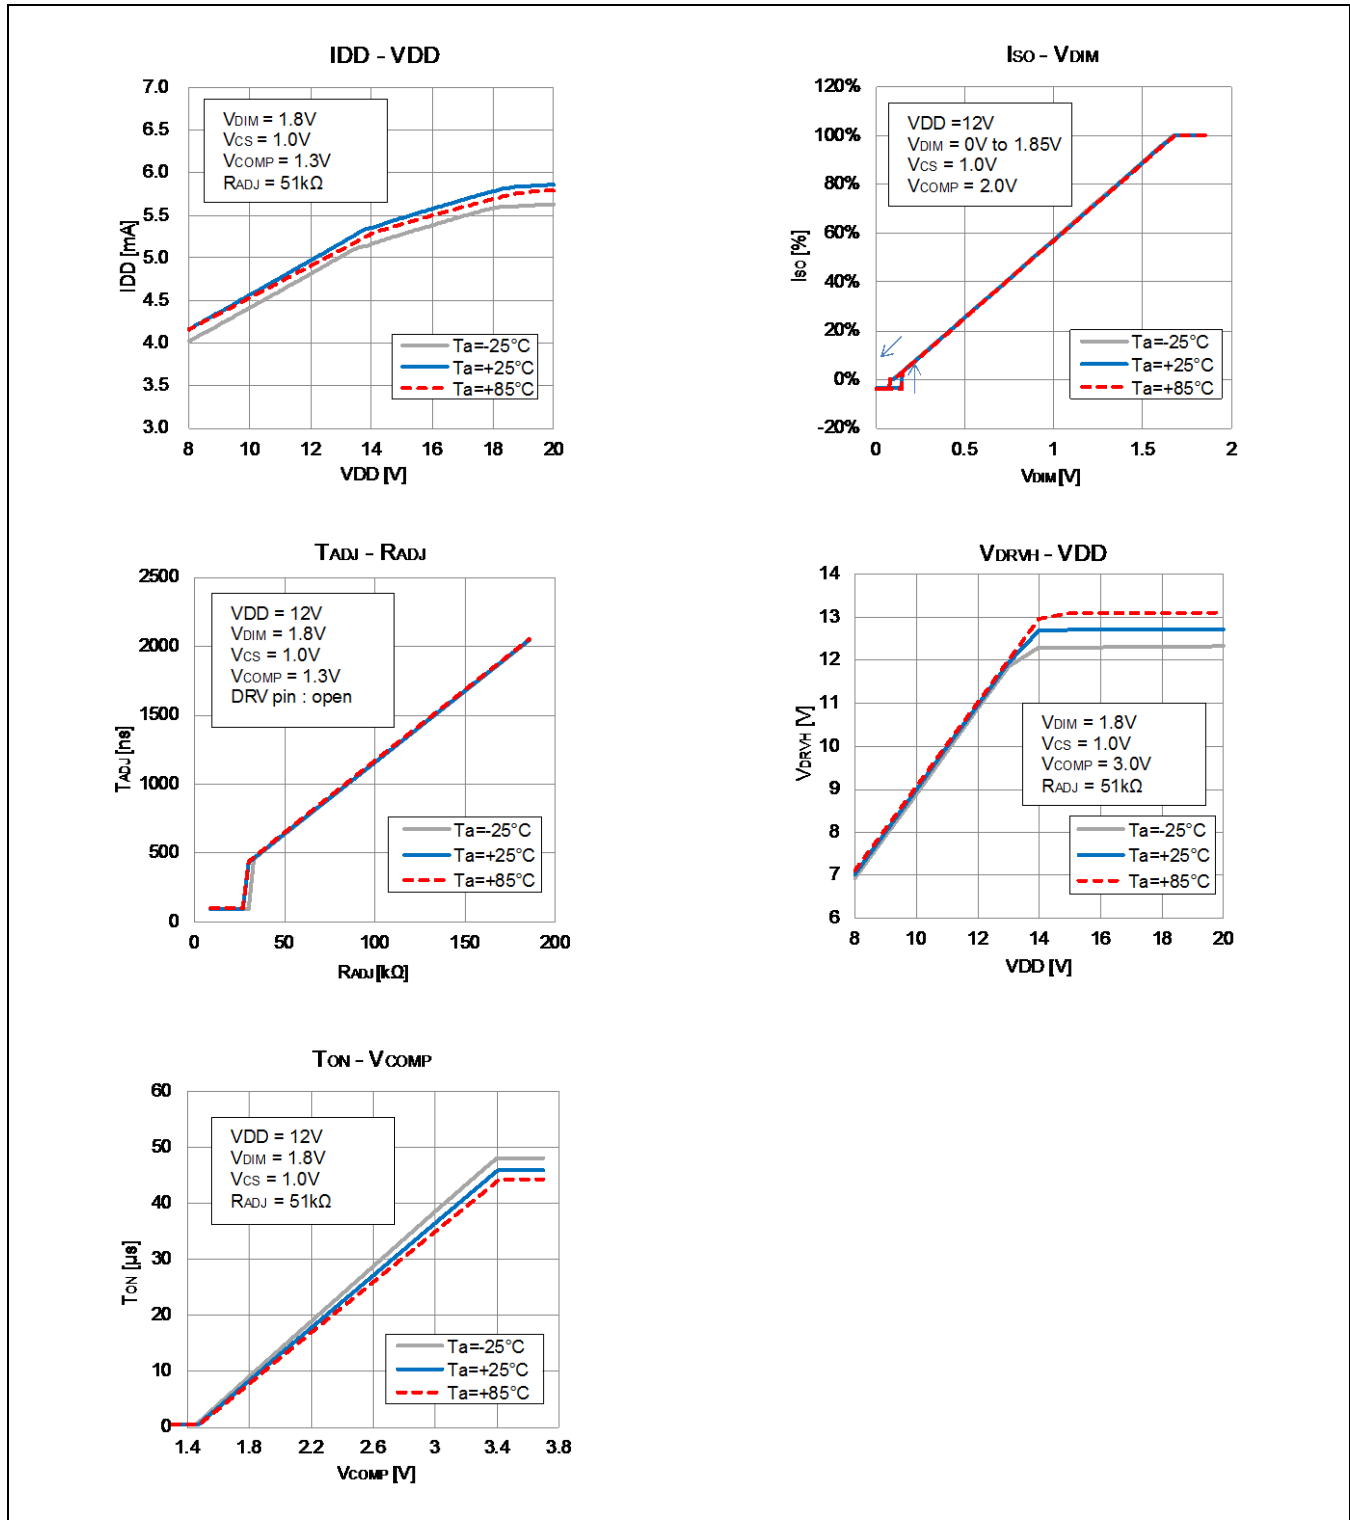 IDD - VDD
7.0
6.5
6.0
5.5
5.0
4.5
4.0
3.5
3.0
IDD [mA]
VDIM = 1.8V
VCS = 1.0V
VCOMP = 1.3V
RADJ = 51kΩ
Ta=-25°C
Ta=+25°C
Ta=+85°C
8 10 12 14 16 18 20
VDD [V]
ISO - VDIM
120%
100%
80%
60%
40%
20%
0%
-20%
ISO [%]
VDD =12V
VDIM = 0V to 1.85V
VCS = 1.0V
VCOMP = 2.0V
Ta=-25°C
Ta=+25°C
Ta=+85°C
0 0.5 1 1.5 2
VDIM [V]
TADJ - RADJ
2500
2000
1500
1000
500
0
TADJ [ns]
VDD = 12V
VDIM = 1.8V
VCS = 1.0V
VCOMP = 1.3V
DRV pin : open
Ta=-25°C
Ta=+25°C
Ta=+85°C
0 50 100 150 200
RADJ [kΩ]
VDRVH - VDD
14
13
12
11
10
9
8
7
6
VDRVH [V]
VDIM = 1.8V
VCS = 1.0V
VCOMP = 3.0V
RADJ = 51kΩ
Ta=-25°C
Ta=+25°C
Ta=+85°C
8 10 12 14 16 18 20
VDD [V]
TON - VCOMP
60
50
40
30
20
10
0
TON [µs]
VDD = 12V
VDIM = 1.8V
VCS = 1.0V
RADJ = 51kΩ
Ta=-25°C
Ta=+25°C
Ta=+85°C
1.4 1.8 2.2 2.6 3 3.4 3.8
VCOMP [V]